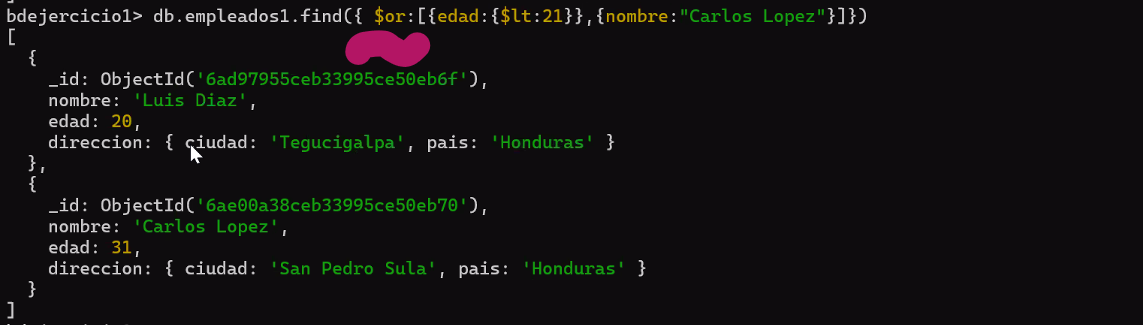 bdejercicio1> db.empleados1.find({ $or:[{edad:{$lt:21}},{nombre:"Carlos Lopez"}]})
[
  {
    _id: ObjectId('6ad97955ceb33995ce50eb6f'),
    nombre: 'Luis Diaz',
    edad: 20,
    direccion: { ciudad: 'Tegucigalpa', pais: 'Honduras' }
  },
  {
    _id: ObjectId('6ae00a38ceb33995ce50eb70'),
    nombre: 'Carlos Lopez',
    edad: 31,
    direccion: { ciudad: 'San Pedro Sula', pais: 'Honduras' }
  }
]